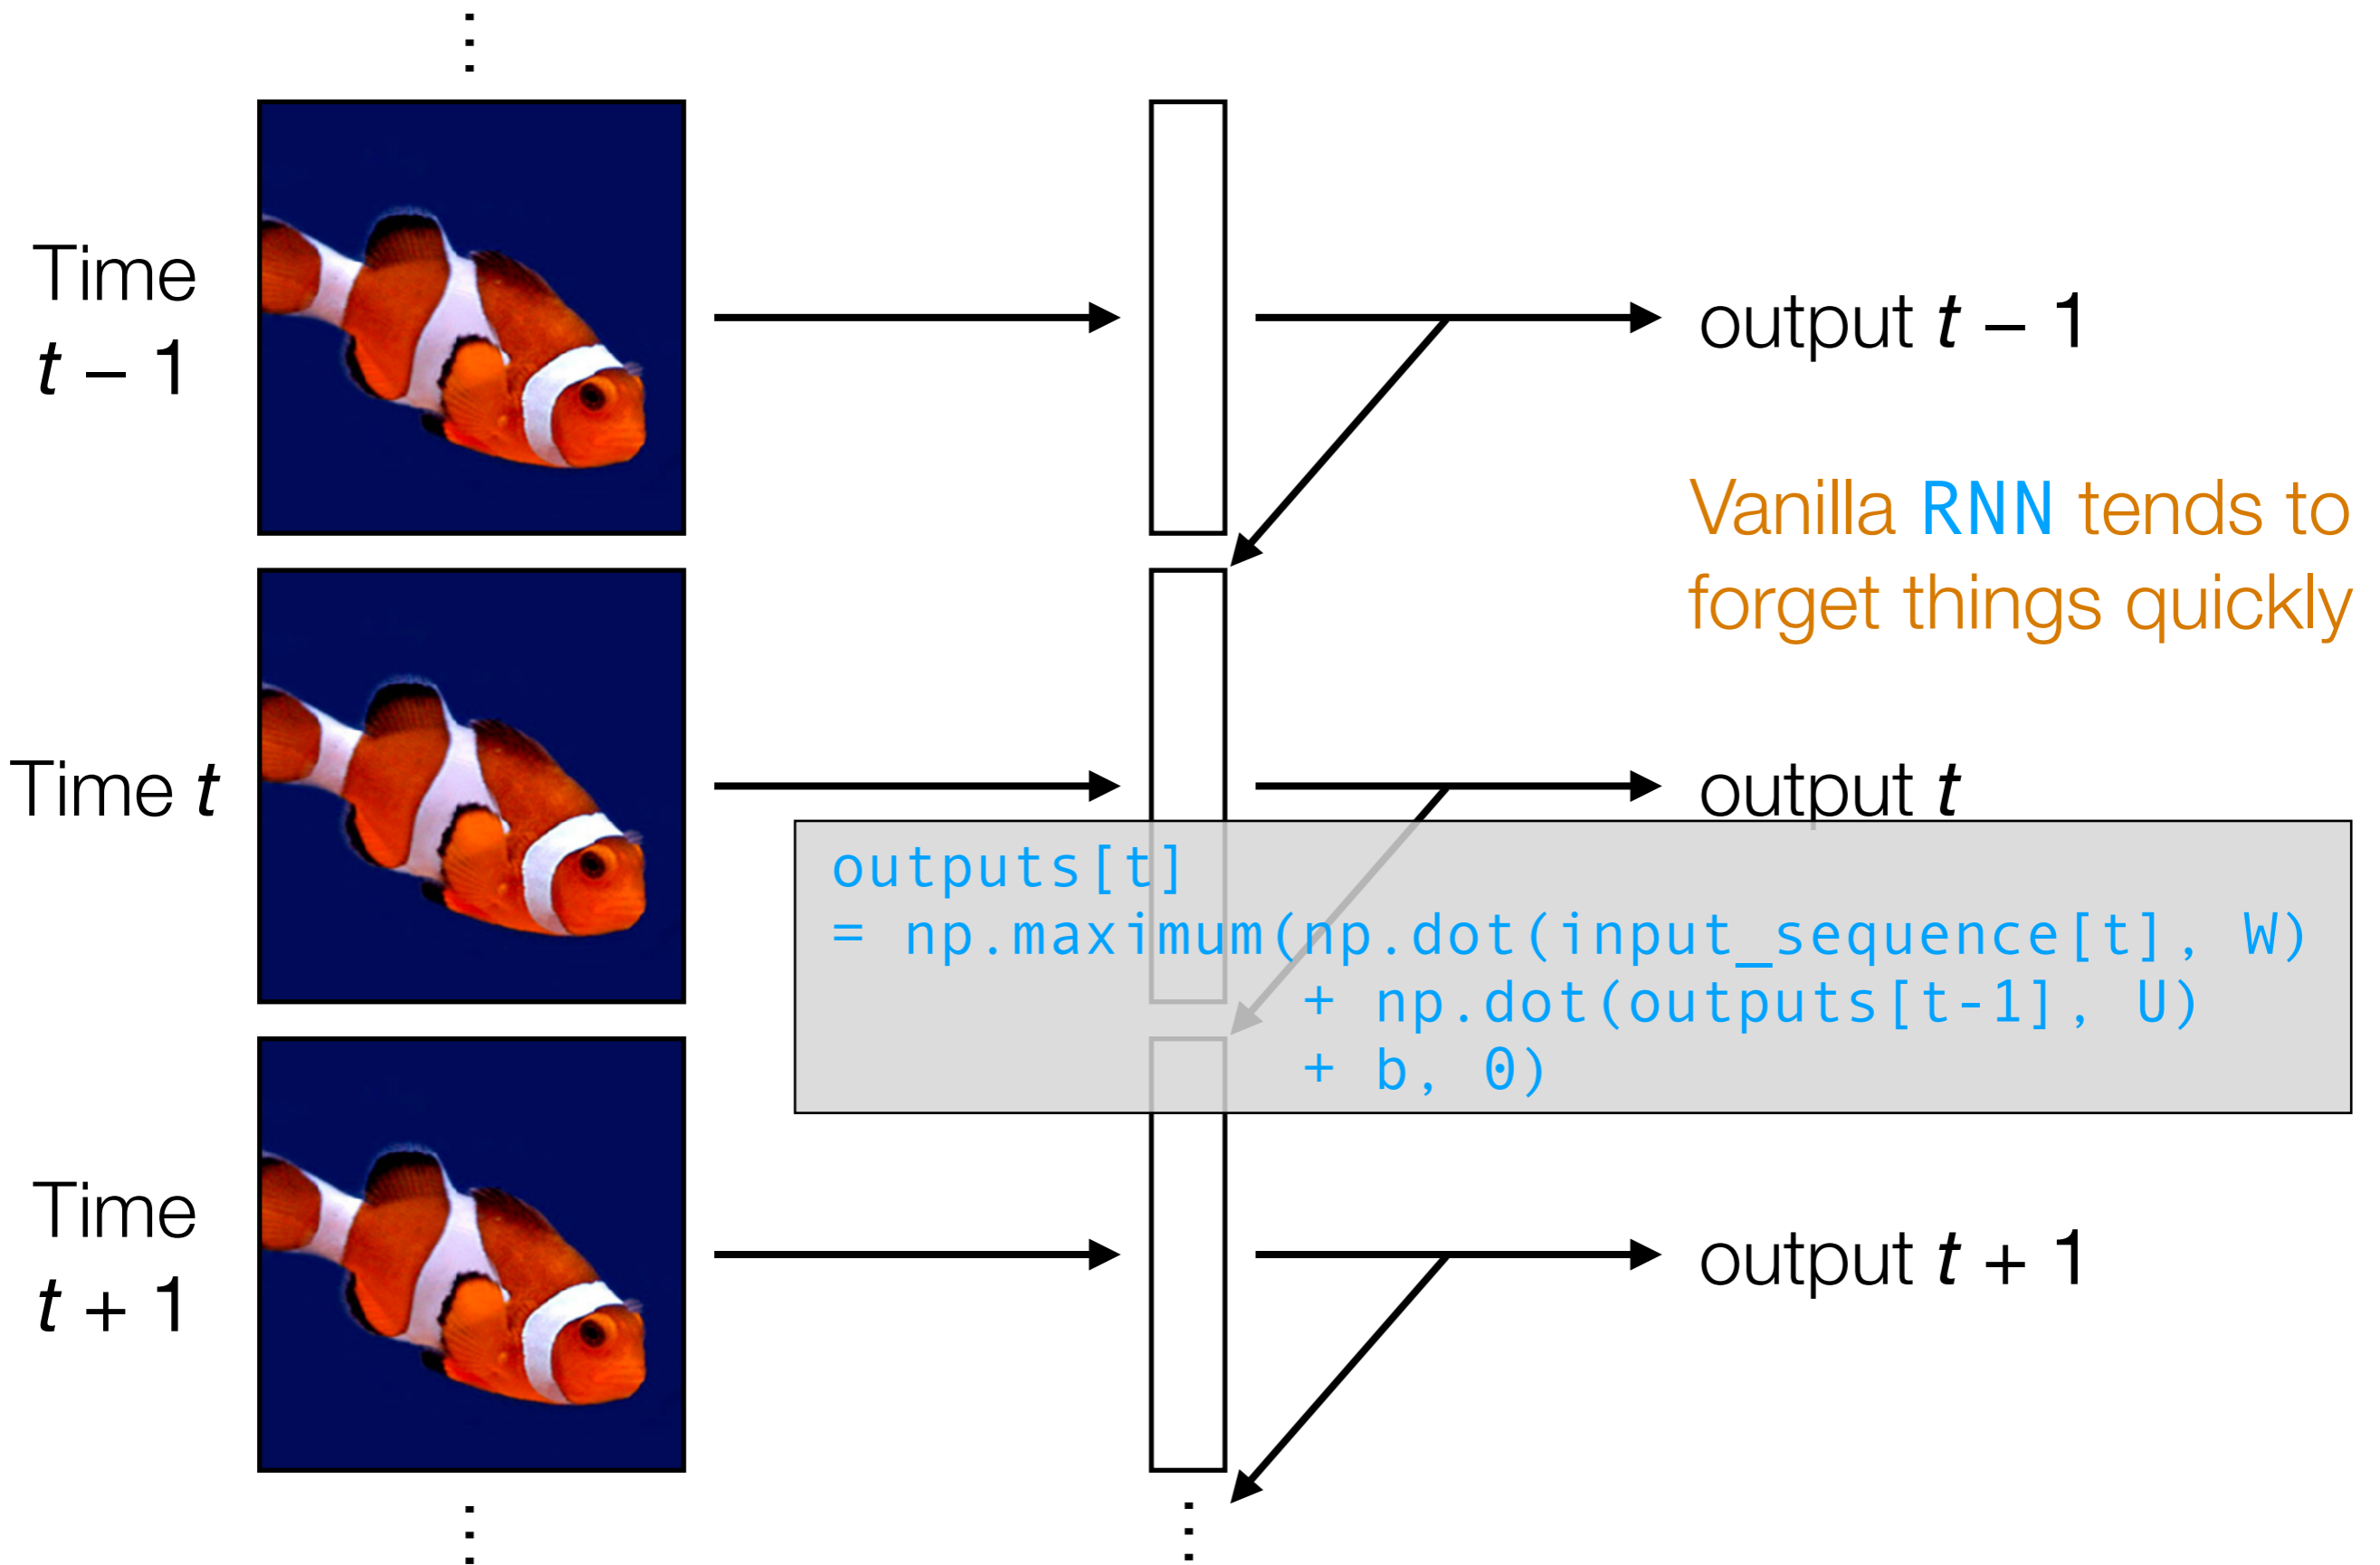 Time
t – 1
output t – 1
Vanilla RNN tends to
forget things quickly
Time t
output t
outputs[t]
= np.maximum(np.dot(input_sequence[t], W)
+ np.dot(outputs[t-1], U)
+ b, 0)
Time
t + 1
output t + 1